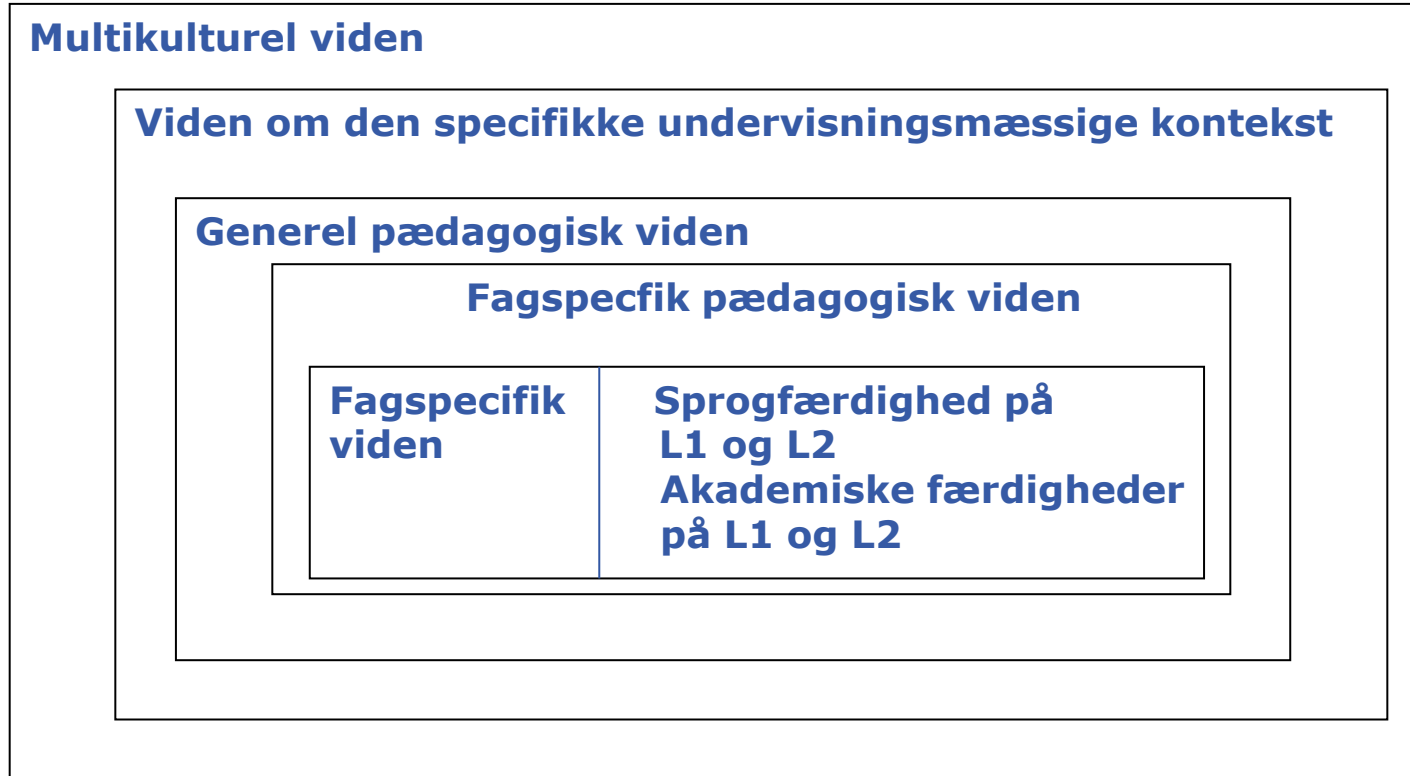 Multikulturel viden
Viden om den specifikke undervisningsmæssige kontekst
Generel pædagogisk viden
Fagspecfik pædagogisk viden
Fagspecifik
viden
Sprogfærdighed på
L1 og L2
Akademiske færdigheder
på L1 og L2